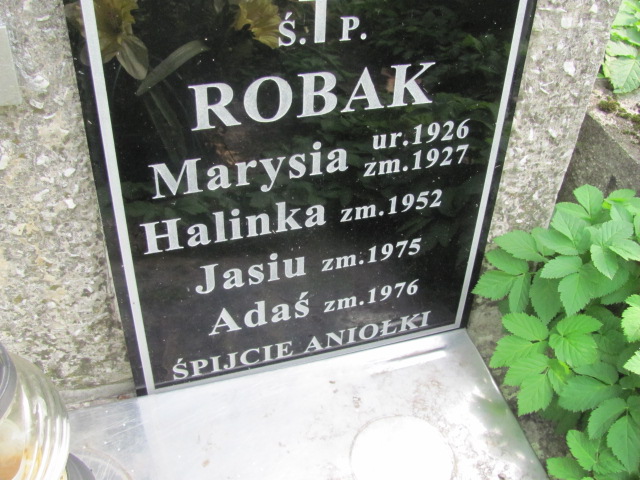 Ś. P.
ROBAK
Marysia ur.1926
zm.1927
Halinka zm.1952
Jasiu zm.1975
Adaś zm.1976
ŚPIJCIE ANIOŁKI